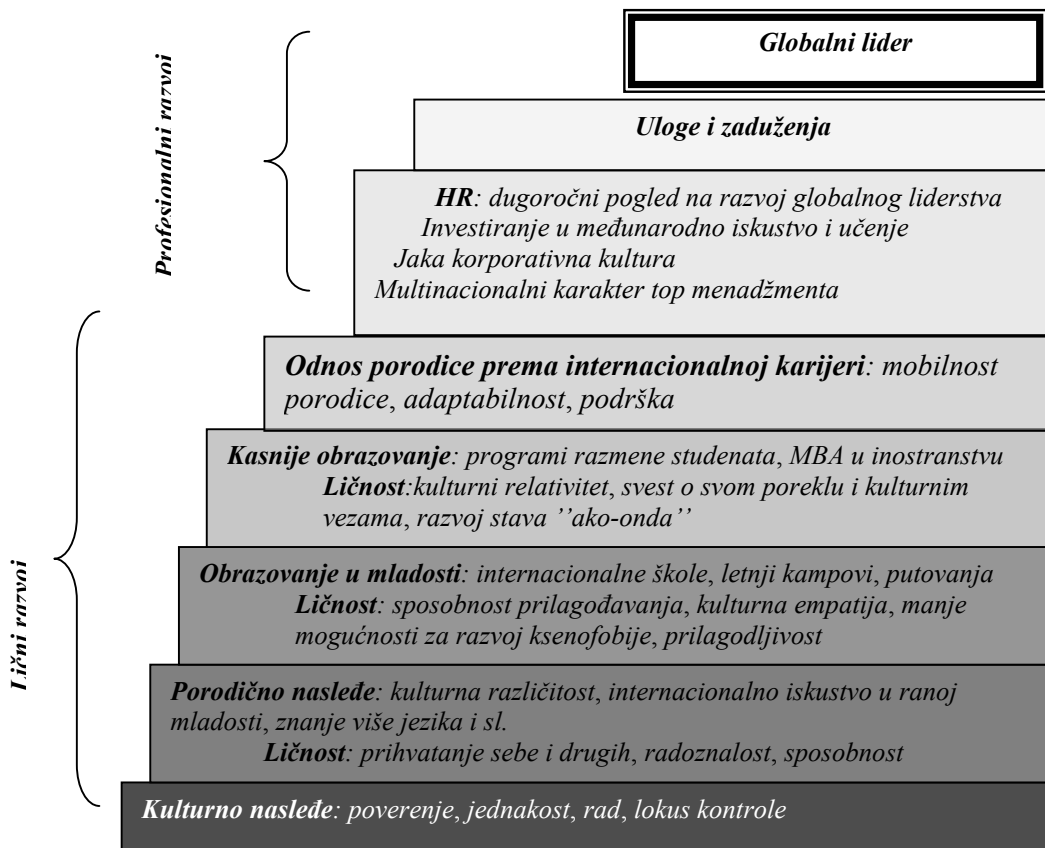 Globalni lider
Profesionalni razvoj
Uloge i zaduženja
HR: dugoročni pogled na razvoj globalnog liderstva
Investiranje u međunarodno iskustvo i učenje
Jaka korporativna kultura
Multinacionalni karakter top menadžmenta
Odnos porodice prema internacionalnoj karijeri: mobilnost
porodice, adaptabilnost, podrška
Kasnije obrazovanje: programi razmene studenata, MBA u inostranstvu
Ličnost:kulturni relativitet, svest o svom poreklu i kulturnim
vezama, razvoj stava ’’ako-onda’’
Lični razvoj
Obrazovanje u mladosti: internacionalne škole, letnji kampovi, putovanja
Ličnost: sposobnost prilagođavanja, kulturna empatija, manje
mogućnosti za razvoj ksenofobije, prilagodljivost
Porodično nasleđe: kulturna različitost, internacionalno iskustvo u ranoj
mladosti, znanje više jezika i sl.
Ličnost: prihvatanje sebe i drugih, radoznalost, sposobnost
Kulturno nasleđe: poverenje, jednakost, rad, lokus kontrole